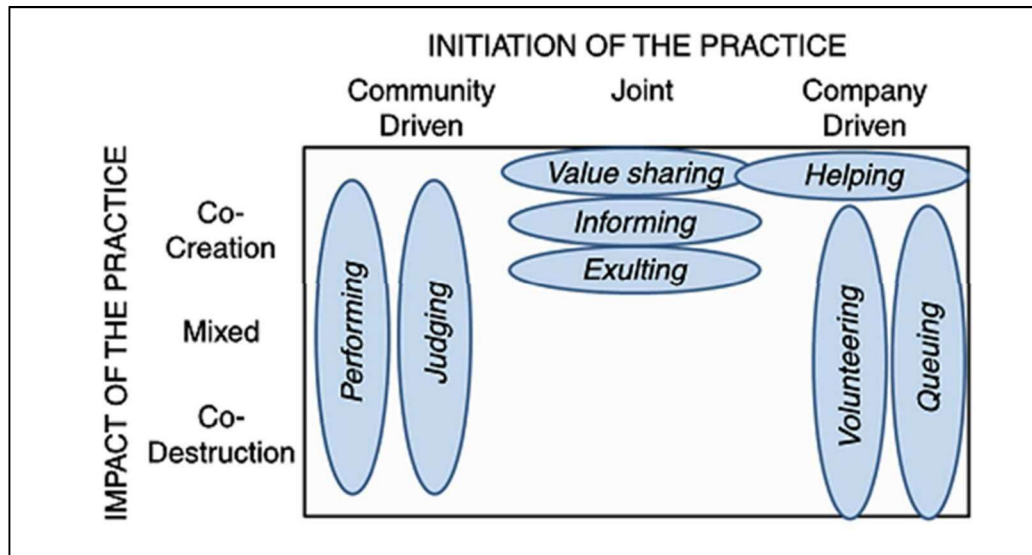 INITIATION OF THE PRACTICE
Community
Driven
Joint
Company
Driven
IMPACT OF THE PRACTICE
Co-
Creation
Mixed
Co-
Destruction
Performing
Judging
Value sharing
Informing
Exulting
Helping
Volunteering
Queuing